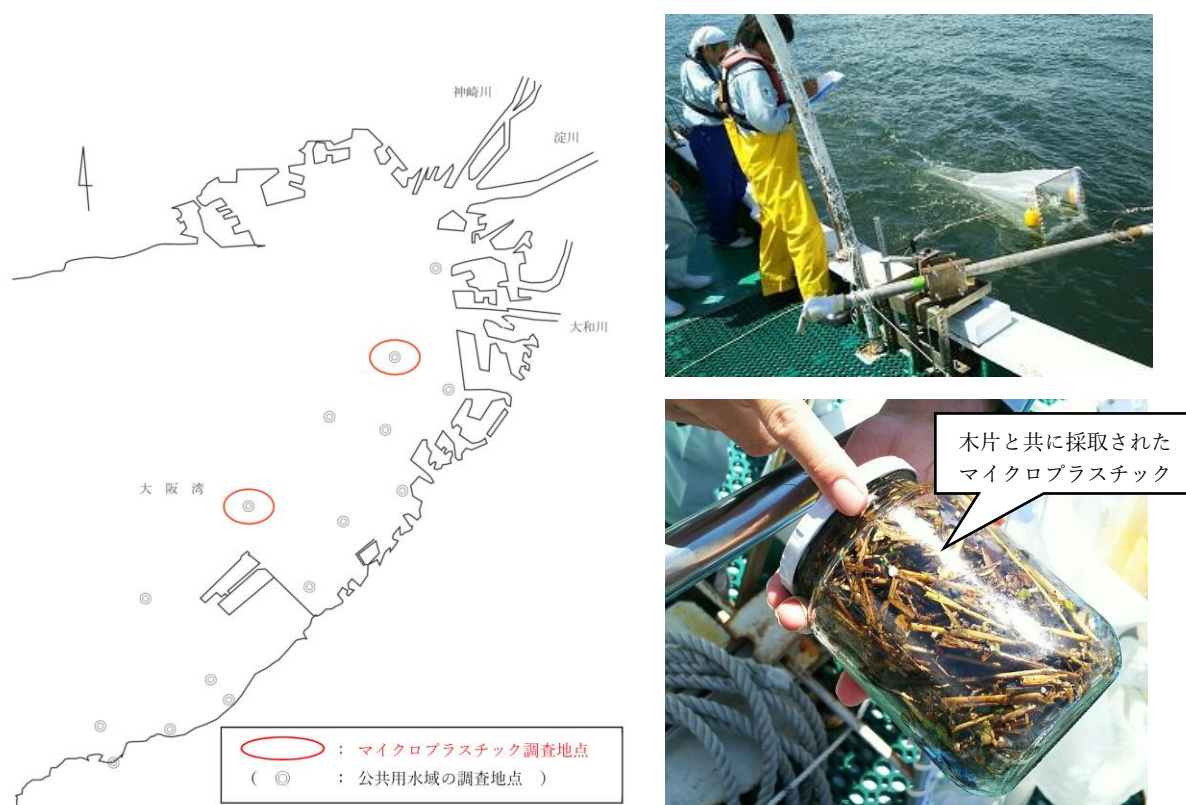 神崎川
淀川
大和川
大 阪 湾
： マイクロプラスチック調査地点
( ◎ ： 公共用水域の調査地点 )
木片と共に採取された
マイクロプラスチック